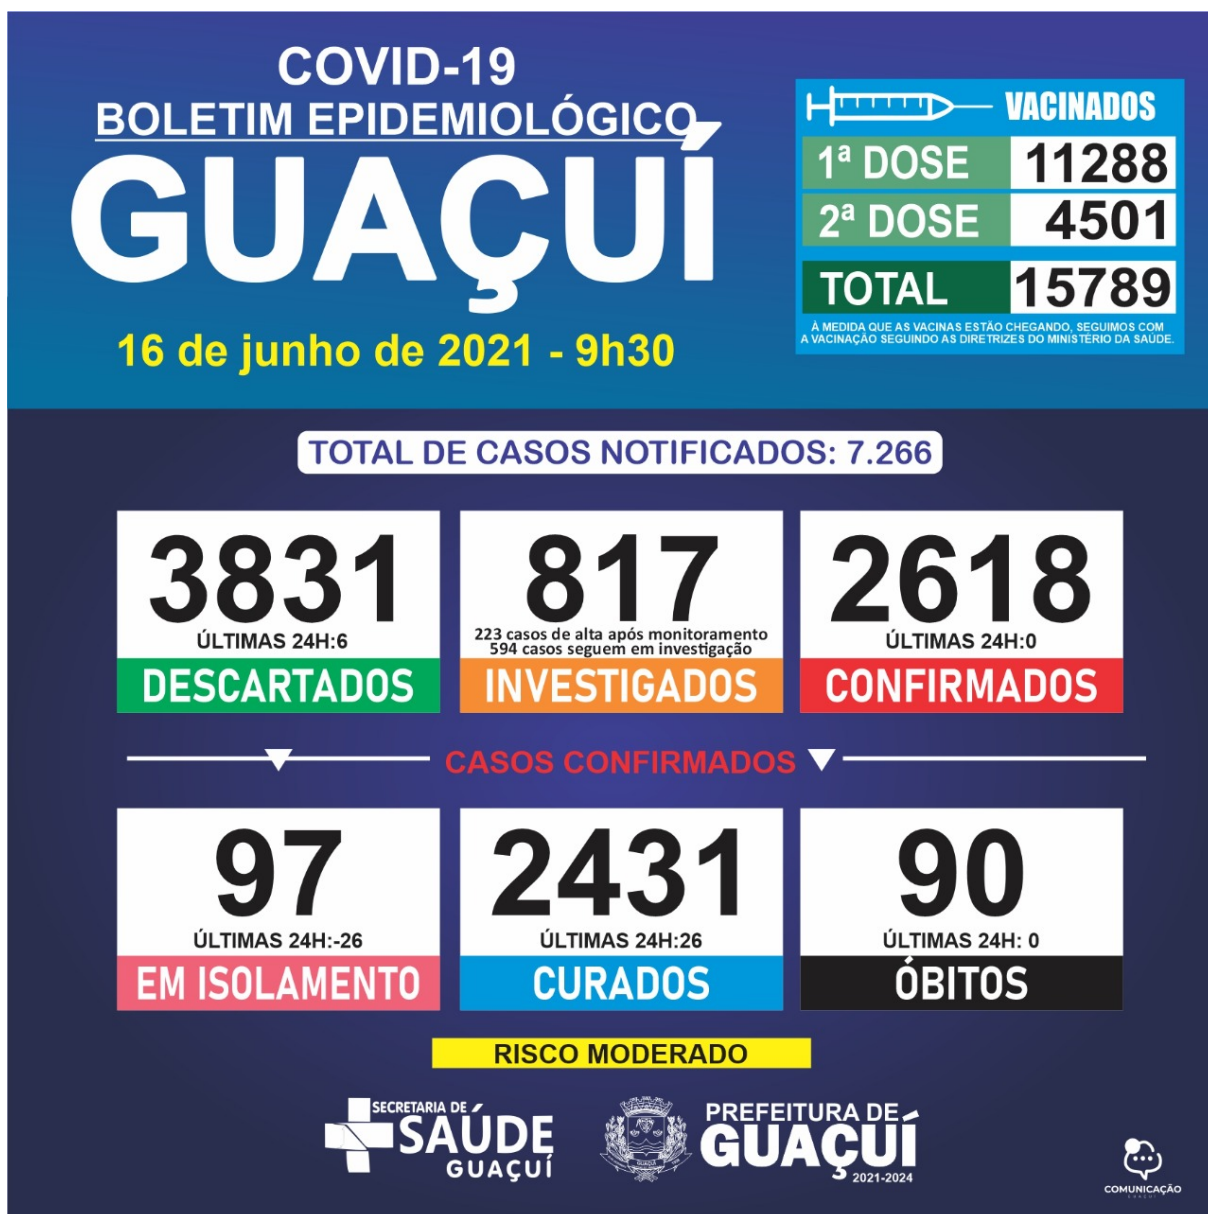 COVID-19
BOLETIM EPIDEMIOLÓGICO
GUAÇUÍ
16 de junho de 2021 - 9h30
VACINADOS
1ª DOSE 11288
2ª DOSE 4501
TOTAL 15789
À MEDIDA QUE AS VACINAS ESTÃO CHEGANDO, SEGUIMOS COM
A VACINAÇÃO SEGUINDO AS DIRETRIZES DO MINISTÉRIO DA SAÚDE.
TOTAL DE CASOS NOTIFICADOS: 7.266
3831
ÚLTIMAS 24H:6
DESCARTADOS
817
223 casos de alta após monitoramento
594 casos seguem em investigação
INVESTIGADOS
2618
ÚLTIMAS 24H:0
CONFIRMADOS
CASOS CONFIRMADOS
97
ÚLTIMAS 24H:-26
EM ISOLAMENTO
2431
ÚLTIMAS 24H:26
CURADOS
90
ÚLTIMAS 24H: 0
ÓBITOS
RISCO MODERADO
SECRETARIA DE
SAÚDE
GUAÇUÍ
GUAÇUÍ
PREFEITURA DE
GUAÇUÍ
2021-2024
COMUNICAÇÃO
GUAÇUÍ